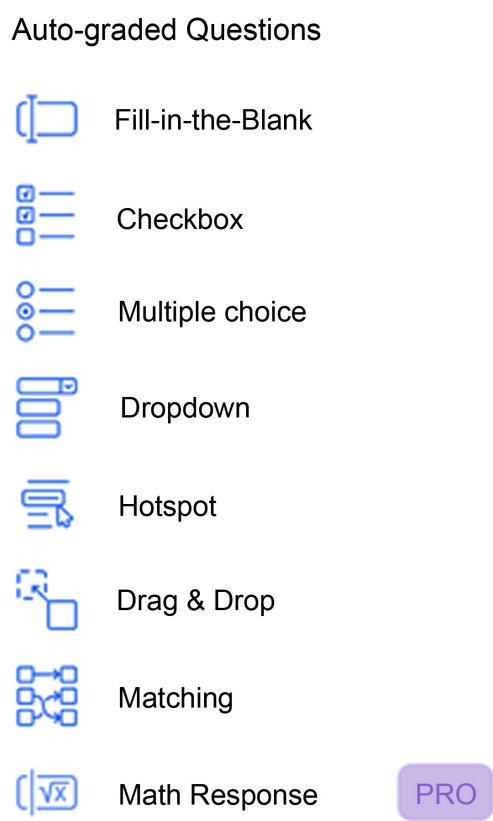 Auto-graded Questions
Fill-in-the-Blank
Checkbox
Multiple choice
Dropdown
Hotspot
Drag & Drop
Matching
√x Math Response PRO